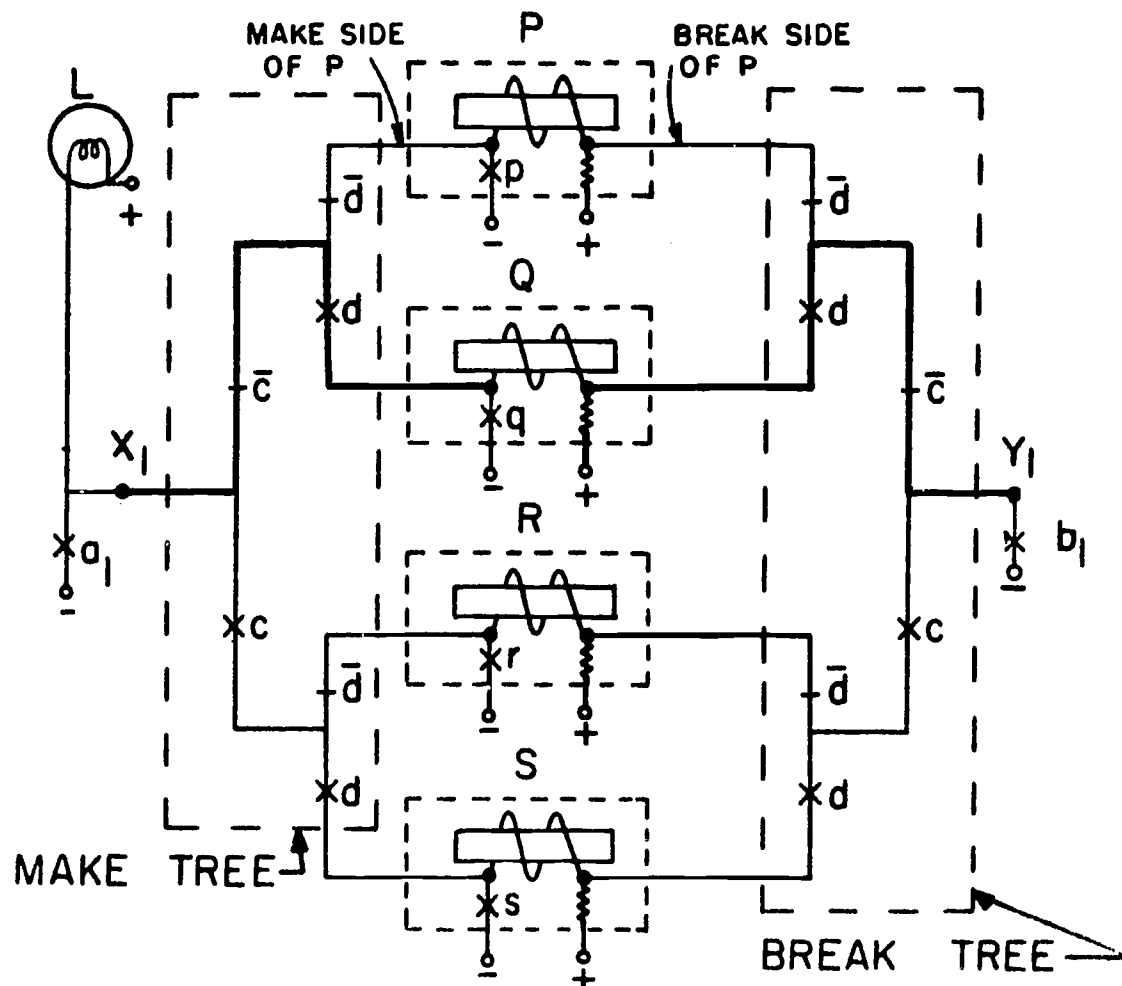 P
MAKE SIDE
OF P
BREAK SIDE
OF P
L
+
p
d̅
d̅
-
+
Q
d
d
c̅
q
c̅
X₁
-
+
Y₁
R
a₁
b₁
-
-
c
r
c
d̅
d̅
-
+
S
d
d
MAKE TREE
s
BREAK TREE
-
+